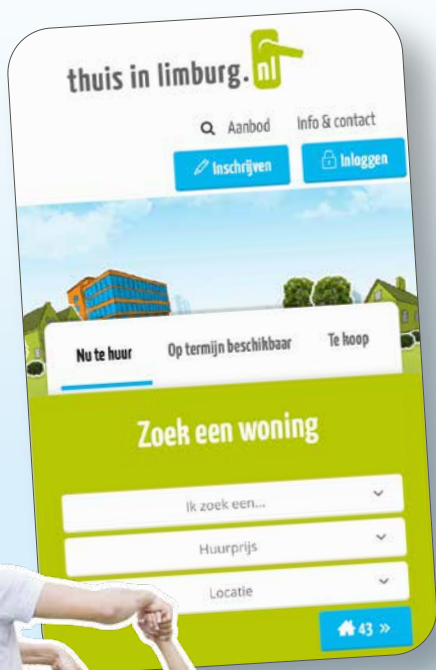 thuis in limburg.nl
Aanbod Info & contact
Inschrijven Inloggen
Nu te huur Op termijn beschikbaar Te koop
Zoek een woning
Ik zoek een...
Huurprijs
Locatie
43 »